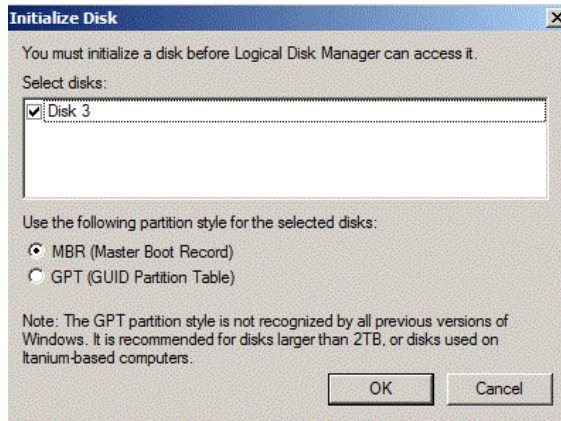 Initialize Disk
You must initialize a disk before Logical Disk Manager can access it.
Select disks:
Disk 3
Use the following partition style for the selected disks:
MBR (Master Boot Record)
GPT (GUID Partition Table)
Note: The GPT partition style is not recognized by all previous versions of
Windows. It is recommended for disks larger than 2TB, or disks used on
Itanium-based computers.
OK Cancel